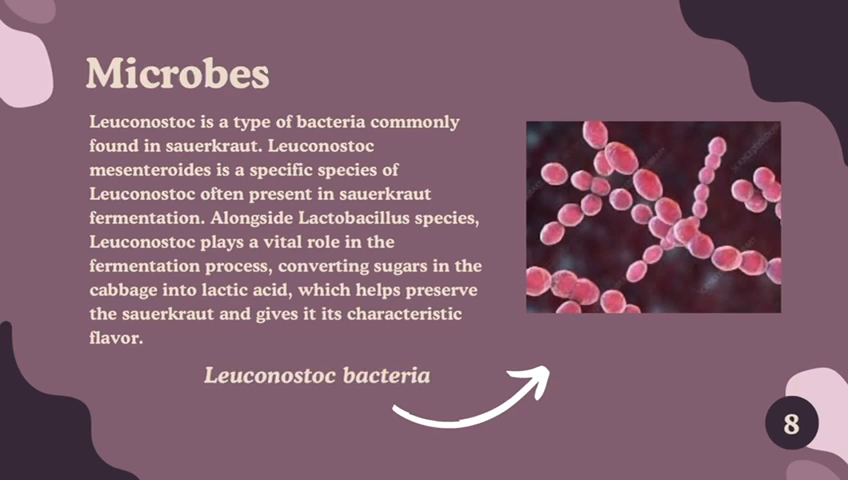 Microbes
Leuconostoc is a type of bacteria commonly
found in sauerkraut. Leuconostoc
mesenteroides is a specific species of
Leuconostoc often present in sauerkraut
fermentation. Alongside Lactobacillus species,
Leuconostoc plays a vital role in the
fermentation process, converting sugars in the
cabbage into lactic acid, which helps preserve
the sauerkraut and gives it its characteristic
flavor.
Leuconostoc bacteria
8